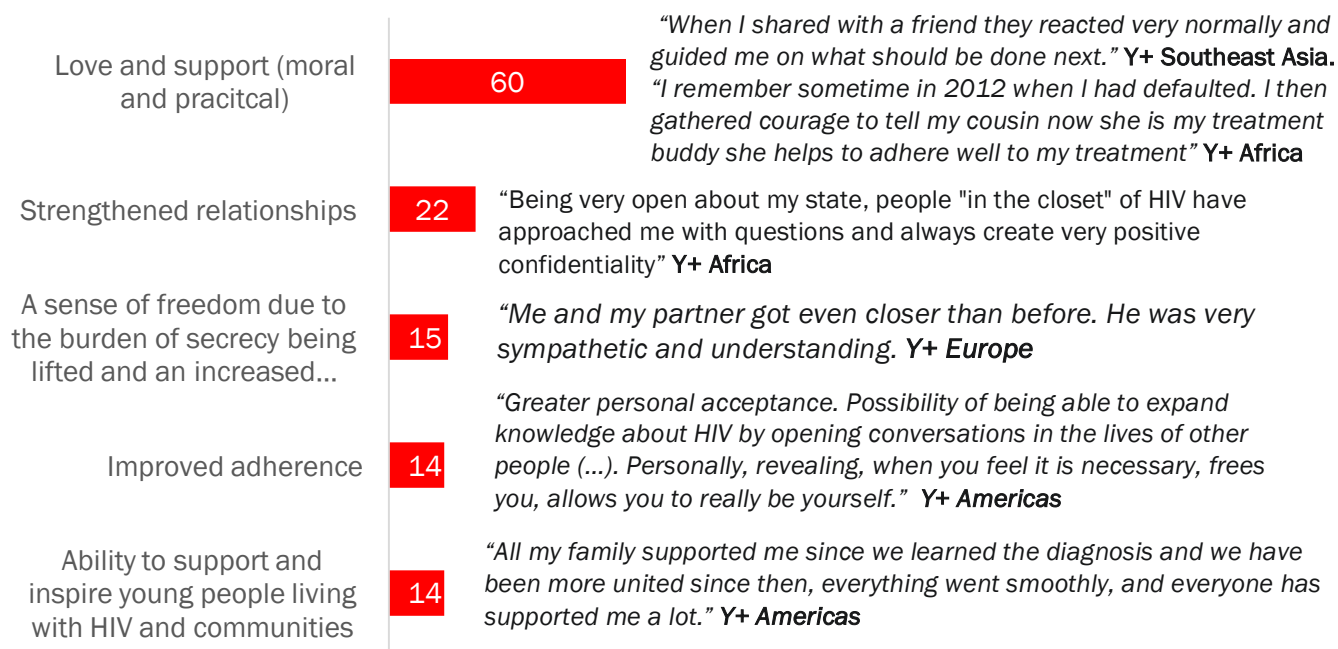 Love and support (moral
and pracitcal)
60
“When I shared with a friend they reacted very normally and
guided me on what should be done next.” Y+ Southeast Asia.
“I remember sometime in 2012 when I had defaulted. I then
gathered courage to tell my cousin now she is my treatment
buddy she helps to adhere well to my treatment” Y+ Africa
Strengthened relationships
22
“Being very open about my state, people "in the closet" of HIV have
approached me with questions and always create very positive
confidentiality” Y+ Africa
A sense of freedom due to
the burden of secrecy being
lifted and an increased...
15
“Me and my partner got even closer than before. He was very
sympathetic and understanding. Y+ Europe
Improved adherence
14
“Greater personal acceptance. Possibility of being able to expand
knowledge about HIV by opening conversations in the lives of other
people (...). Personally, revealing, when you feel it is necessary, frees
you, allows you to really be yourself.” Y+ Americas
Ability to support and
inspire young people living
with HIV and communities
14
“All my family supported me since we learned the diagnosis and we have
been more united since then, everything went smoothly, and everyone has
supported me a lot.” Y+ Americas